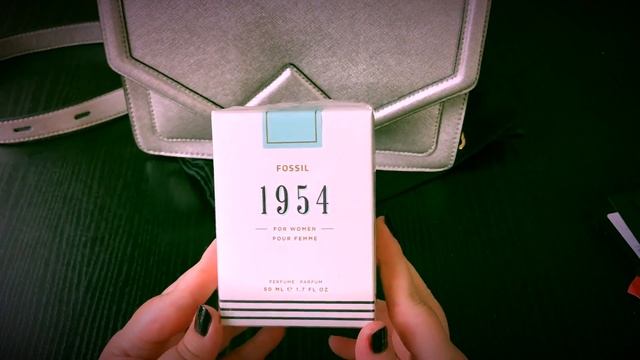 FOSSIL
1954
FOR WOMEN
POUR FEMME
PERFUME PARFUM
50 ML ℮ 1.7 FL OZ